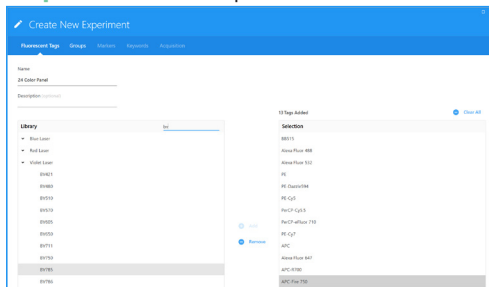 Create New Experiment
Fluorescent Tags Groups Markers Keywords Acquisition
Name
24 Color Panel
Description (optional)
13 Tags Added
Clear All
Library
bv
Blue Laser
Red Laser
Violet Laser
BV421
BV480
BV510
BV570
BV605
BV650
BV711
BV750
BV785
BV786
Add
Remove
Selection
BB515
Alexa Fluor 488
Alexa Fluor 532
PE
PE-Dazzle594
PE-Cy5
PerCP-Cy5.5
PerCP-eFluor 710
PE-Cy7
APC
Alexa Fluor 647
APC-R700
APC-Fire 750